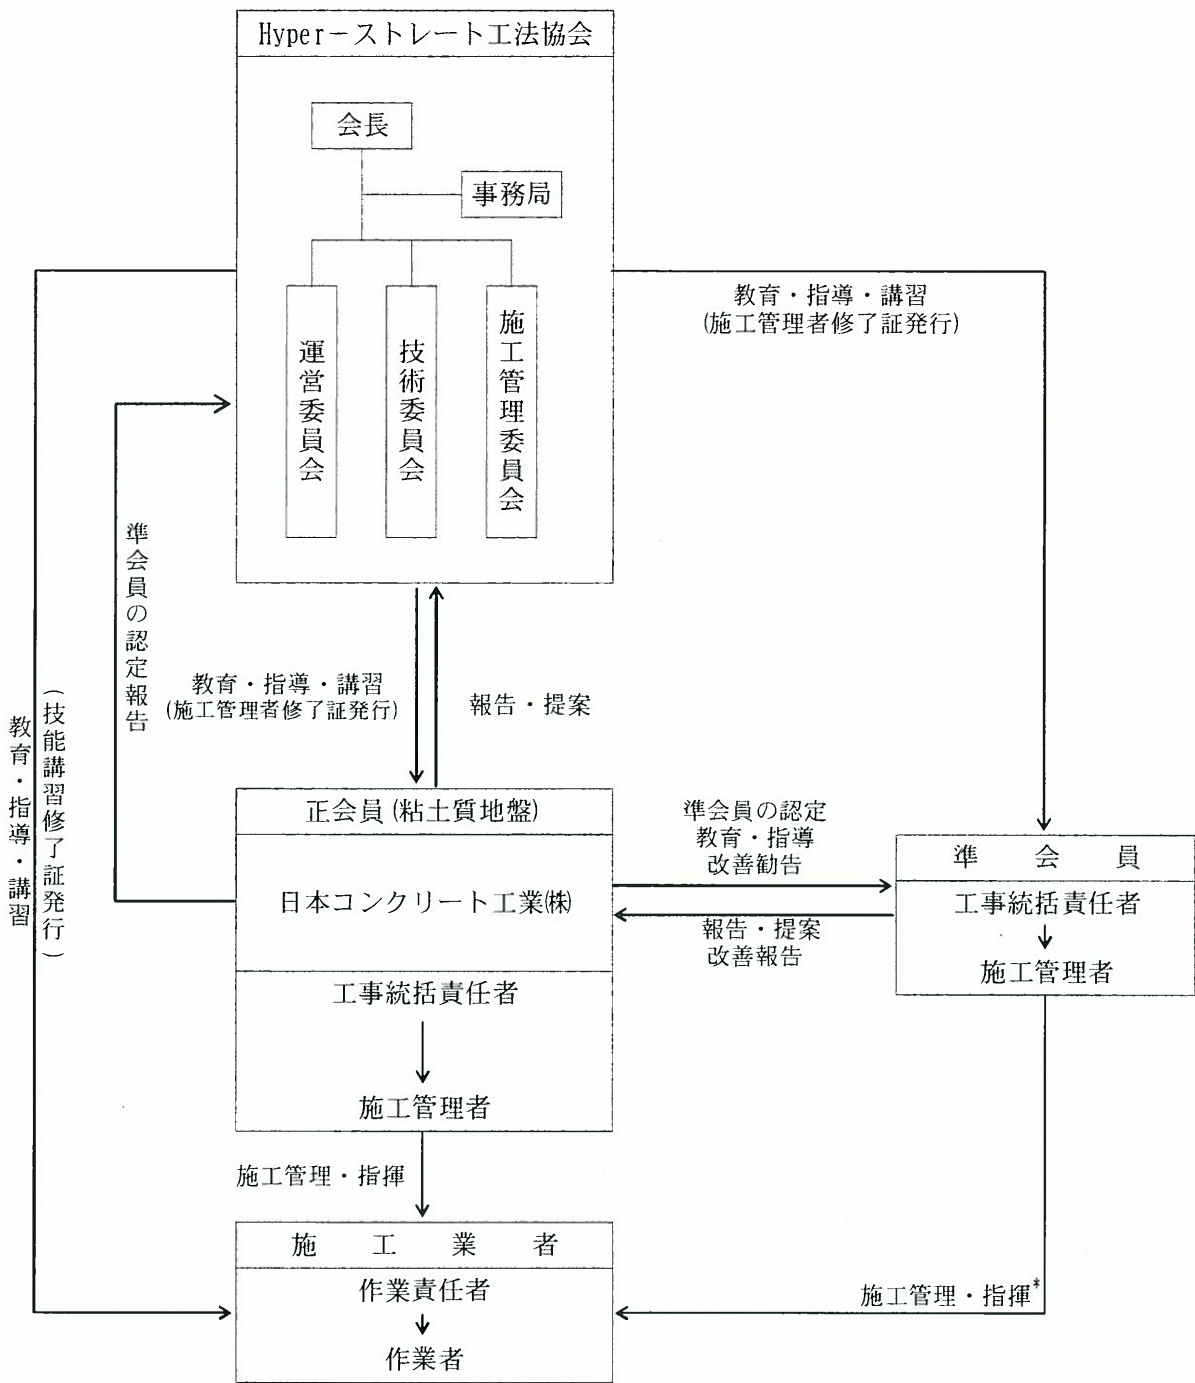 Hyper-ストレート工法協会
会長
事務局
運営委員会
技術委員会
施工管理委員会
教育・指導・講習
(施工管理者修了証発行)
準会員の認定報告
教育・指導・講習
(技能講習修了証発行)
教育・指導・講習
(施工管理者修了証発行)
報告・提案
正会員(粘土質地盤)
日本コンクリート工業(株)
工事統括責任者
施工管理者
準会員の認定
教育・指導
改善勧告
報告・提案
改善報告
準会員
工事統括責任者
施工管理者
施工管理・指揮
施工業者
作業責任者
作業者
施工管理・指揮*